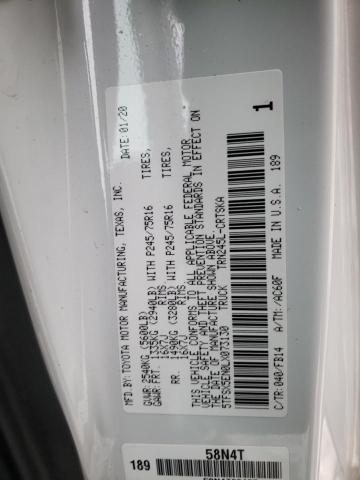 MFD BY:TOYOTA MOTOR MANUFACTURING, TEXAS, INC. DATE: 01/20
GVWR: 2540KG (5600LB)
GAWR: FRT. 1335KG (2940LB) WITH P245/75R16 TIRES,
16X7J RIMS
RR. 1490KG (3280LB) WITH P245/75R16 TIRES,
16X7J RIMS
THIS VEHICLE CONFORMS TO ALL APPLICABLE FEDERAL MOTOR
VEHICLE SAFETY AND THEFT PREVENTION STANDARDS IN EFFECT ON
THE DATE OF MANUFACTURE SHOWN ABOVE.
5TFSX5EN0LX073130 TRUCK TRN245L-CRTSKA
1
C/TR: 040/FB14 A/TM: /AC60F MADE IN U.S.A. 189
58N4T
189